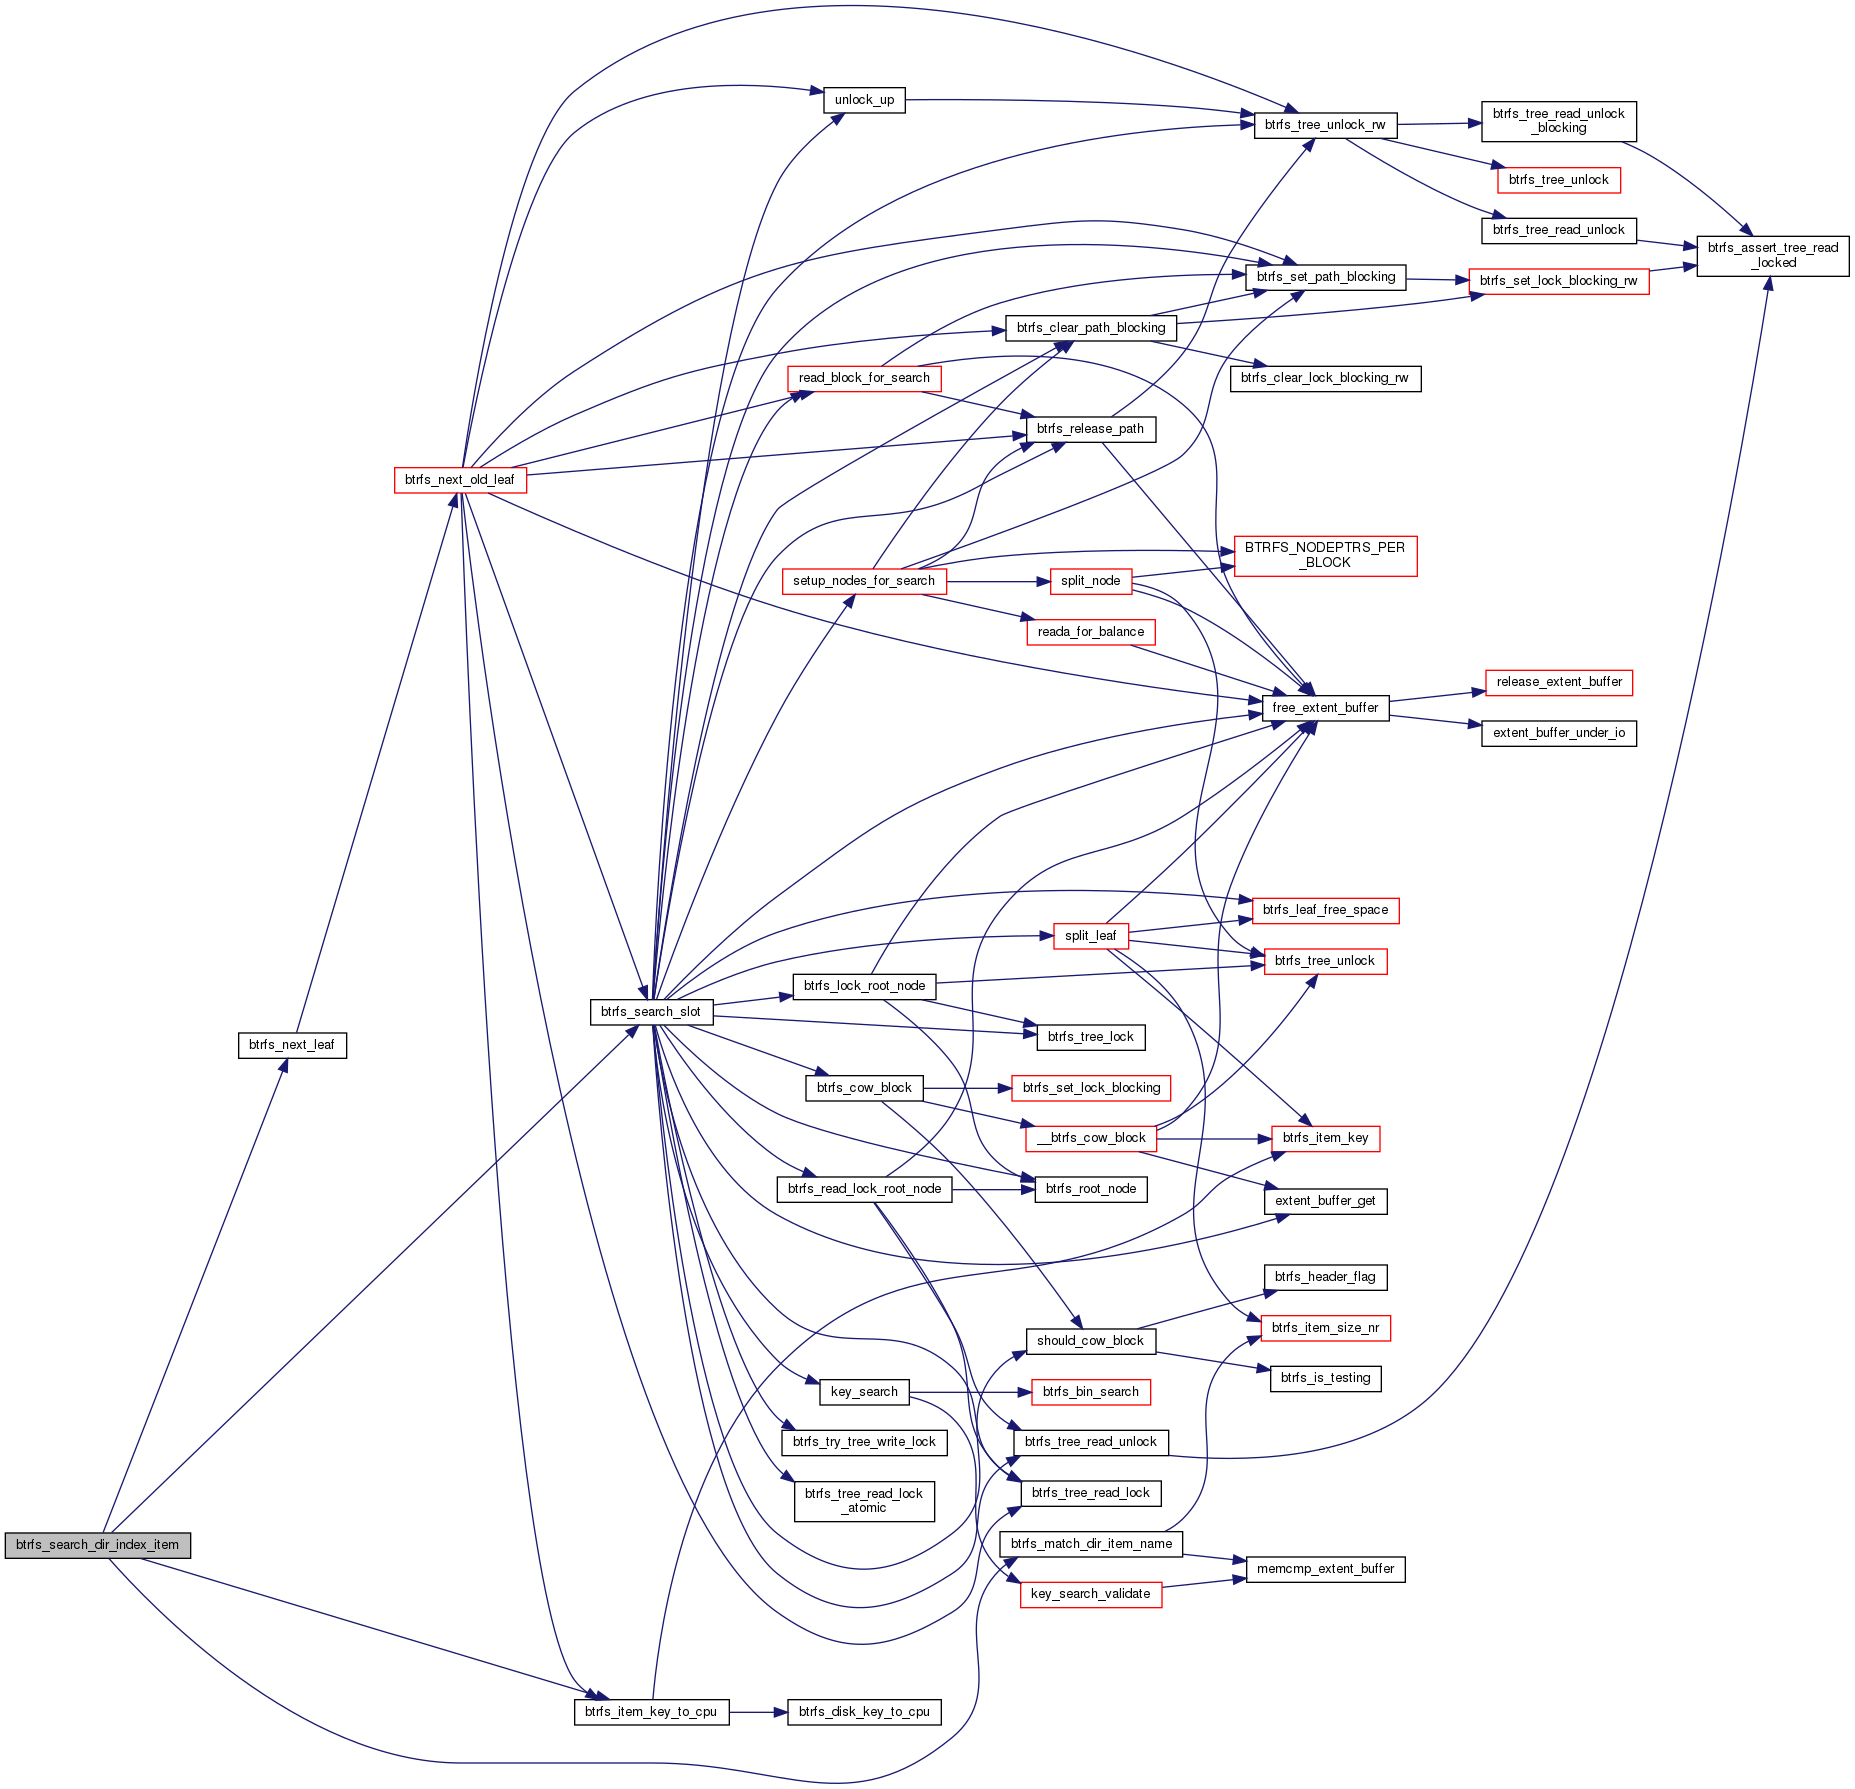 unlock_up
btrfs_tree_unlock_rw
btrfs_tree_read_unlock
_blocking
btrfs_tree_unlock
btrfs_tree_read_unlock
btrfs_assert_tree_read
_locked
btrfs_set_path_blocking
btrfs_set_lock_blocking_rw
btrfs_clear_path_blocking
btrfs_clear_lock_blocking_rw
read_block_for_search
btrfs_release_path
btrfs_next_old_leaf
BTRFS_NODEPTRS_PER
_BLOCK
setup_nodes_for_search
split_node
reada_for_balance
release_extent_buffer
free_extent_buffer
extent_buffer_under_io
btrfs_leaf_free_space
split_leaf
btrfs_tree_unlock
btrfs_lock_root_node
btrfs_search_slot
btrfs_tree_lock
btrfs_next_leaf
btrfs_cow_block
btrfs_set_lock_blocking
__btrfs_cow_block
btrfs_item_key
btrfs_read_lock_root_node
btrfs_root_node
extent_buffer_get
btrfs_header_flag
btrfs_item_size_nr
should_cow_block
btrfs_is_testing
key_search
btrfs_bin_search
btrfs_try_tree_write_lock
btrfs_tree_read_unlock
btrfs_tree_read_lock
_atomic
btrfs_tree_read_lock
btrfs_search_dir_index_item
btrfs_match_dir_item_name
memcmp_extent_buffer
key_search_validate
btrfs_item_key_to_cpu
btrfs_disk_key_to_cpu